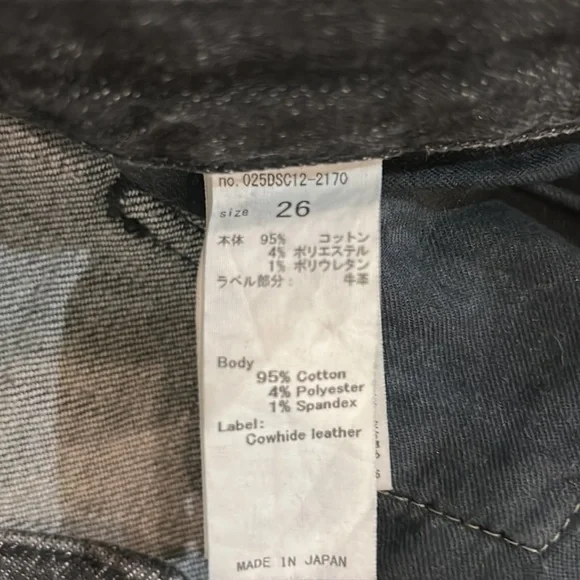 no. 025DSC12-2170
size 26
本体 95% コットン
4% ポリエステル
1% ポリウレタン
ラベル部分: 牛革
Body
95% Cotton
4% Polyester
1% Spandex
Label:
Cowhide leather
MADE IN JAPAN